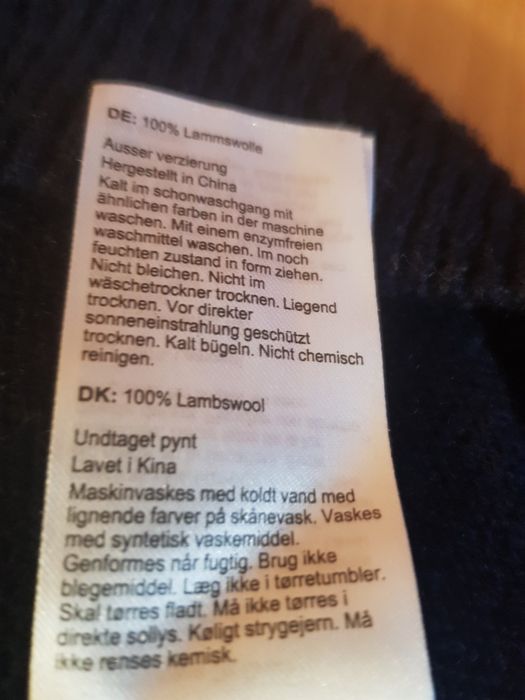 DE: 100% Lammswolle
Ausser verzierung
Hergestellt in China
Kalt im schonwaschgang mit
ähnlichen farben in der maschine
waschen. Mit einem enzymfreien
waschmittel waschen. Im noch
feuchten zustand in form ziehen.
Nicht bleichen. Nicht im
wäschetrockner trocknen. Liegend
trocknen. Vor direkter
sonneneinstrahlung geschützt
trocknen. Kalt bügeln. Nicht chemisch
reinigen.
DK: 100% Lambswool
Undtaget pynt
Lavet i Kina
Maskinvaskes med koldt vand med
lignende farver på skånevask. Vaskes
med syntetisk vaskemiddel.
Genformes når fugtig. Brug ikke
blegemiddel. Læg ikke i tørretumbler.
Skal tørres fladt. Må ikke tørres i
direkte sollys. Køligt strygejern. Må
ikke renses kemisk.